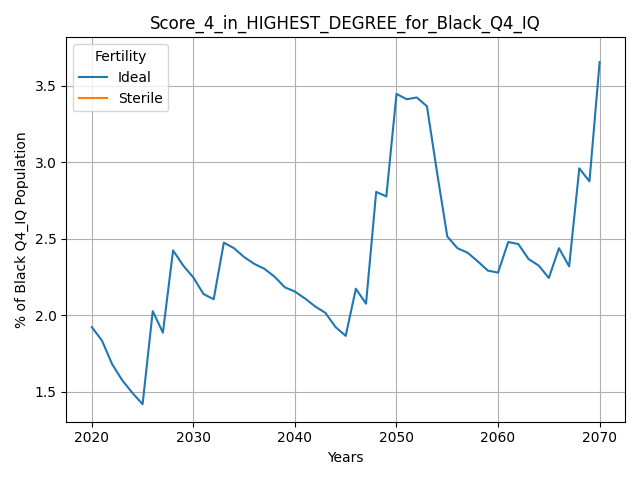 Score_4_in_HIGHEST_DEGREE_for_Black_Q4_IQ
Fertility
Ideal
Sterile
% of Black Q4_IQ Population
3.5
3.0
2.5
2.0
1.5
2020
2030
2040
2050
2060
2070
Years